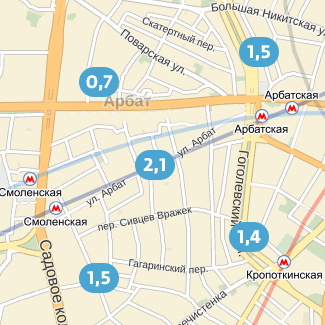 Большая Никитская ул.
Скатертный пер.
Поварская ул.
1,5
0,7
Арбат
Арбатская
М
М
Арбатская
ул. Арбат
2,1
М
Смоленская
ул. Арбат
М
Смоленская
пер. Сивцев Вражек
Гоголевский
1,4
Садовое ко
1,5
Гагаринский пер.
М
Кропоткинская
ечистенка